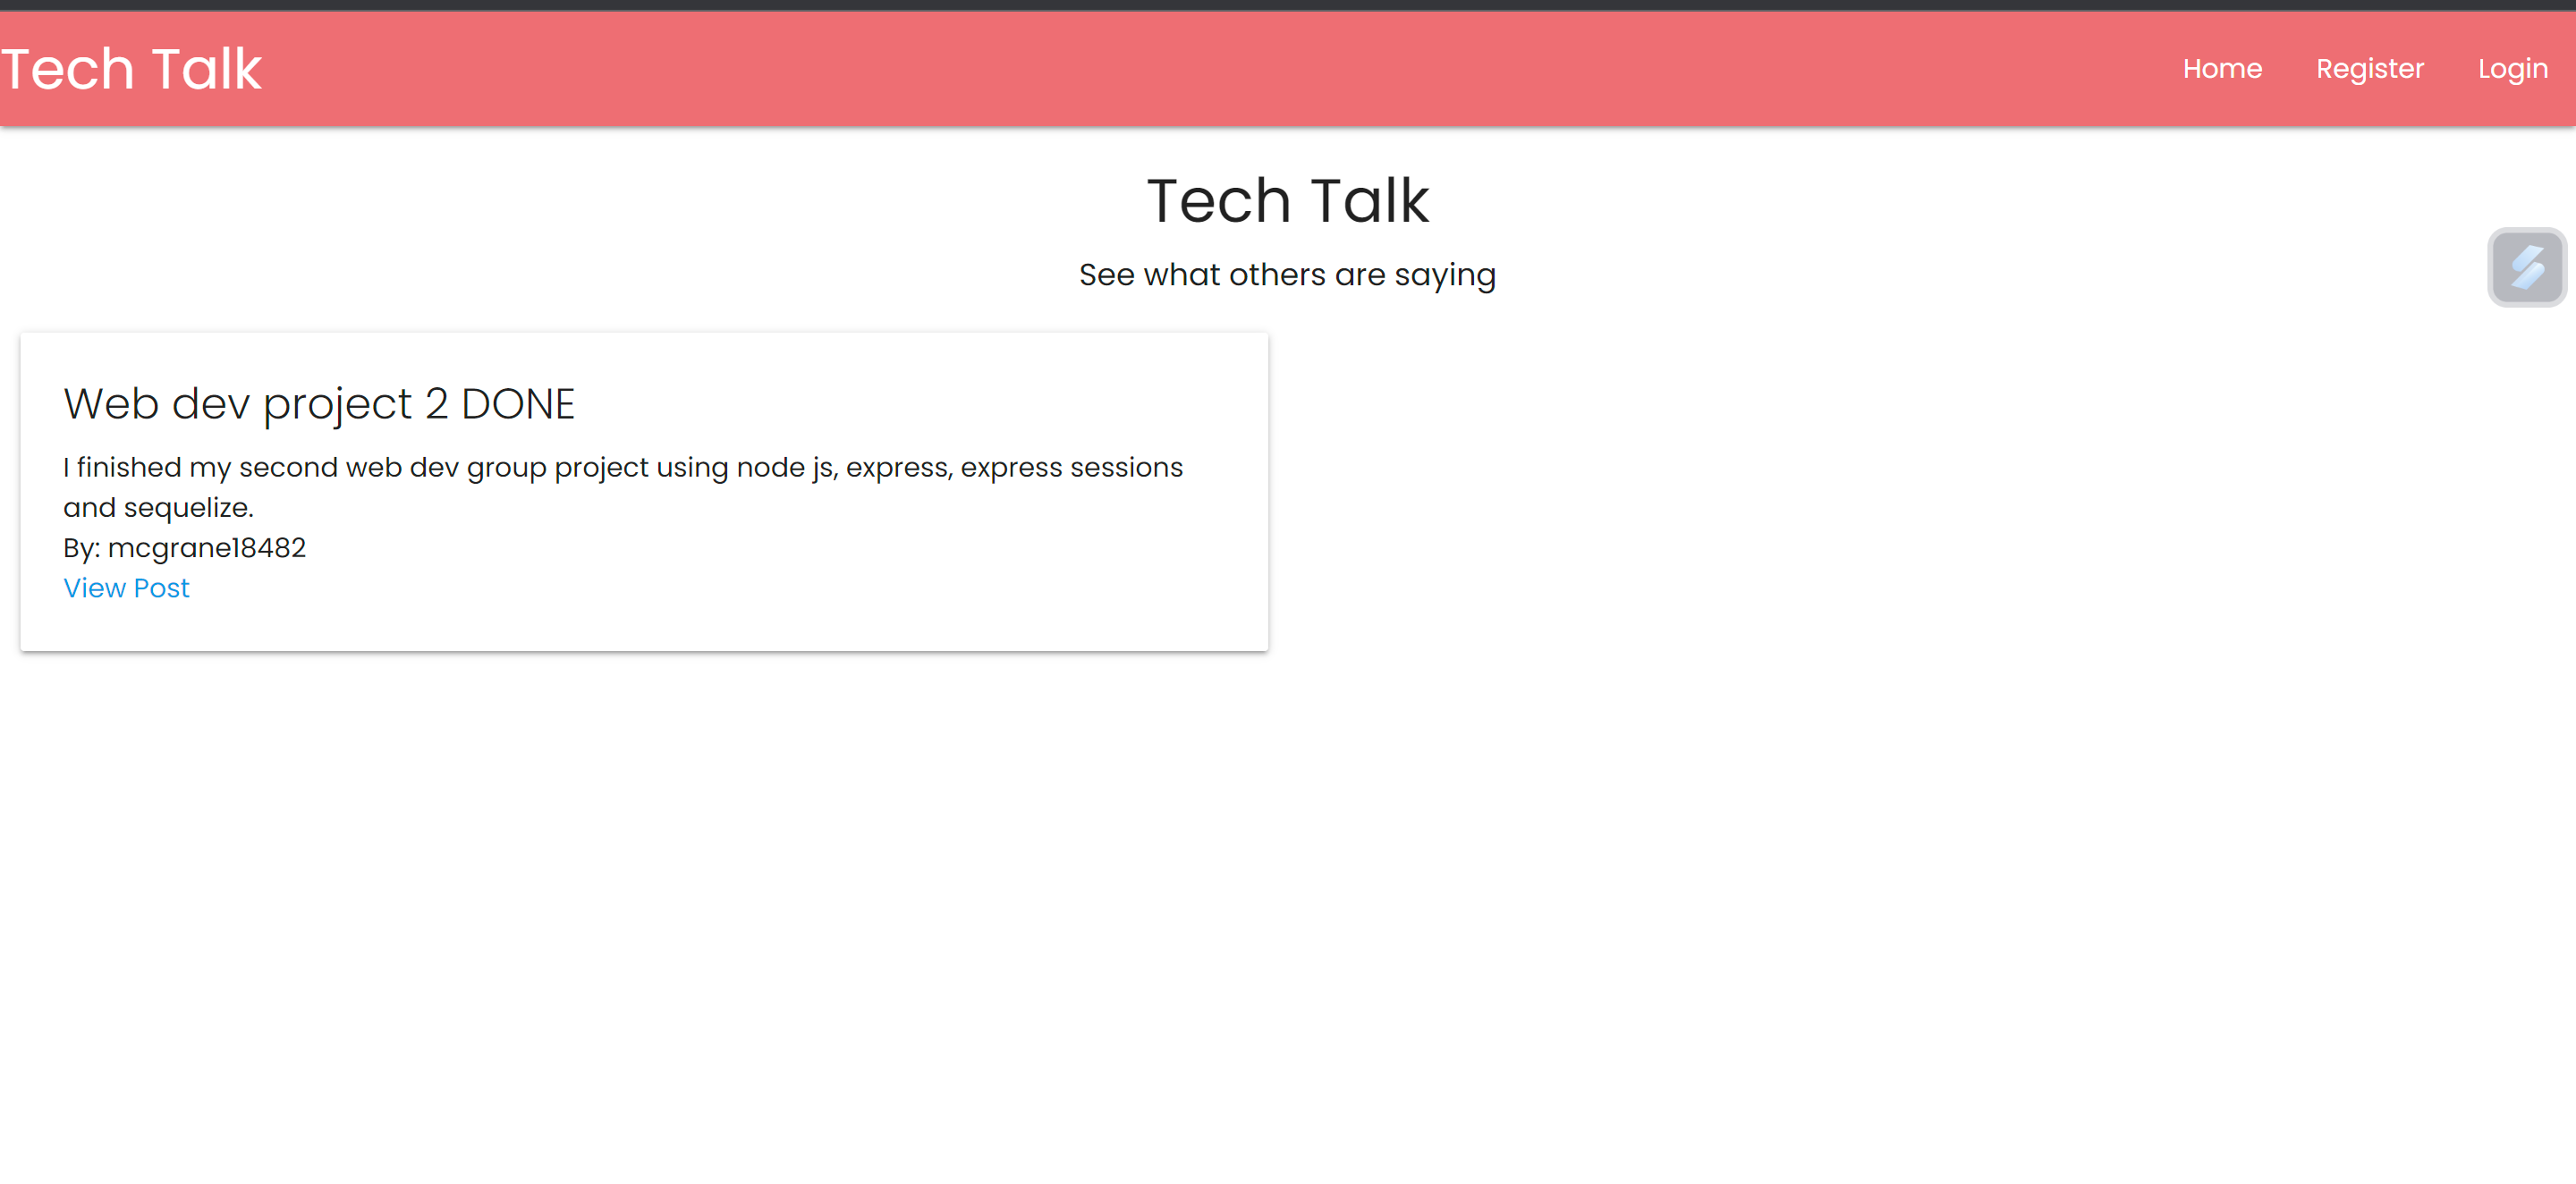 Tech Talk
Home Register Login
Tech Talk
See what others are saying
Web dev project 2 DONE
I finished my second web dev group project using node js, express, express sessions
and sequelize.
By: mcgrane18482
View Post